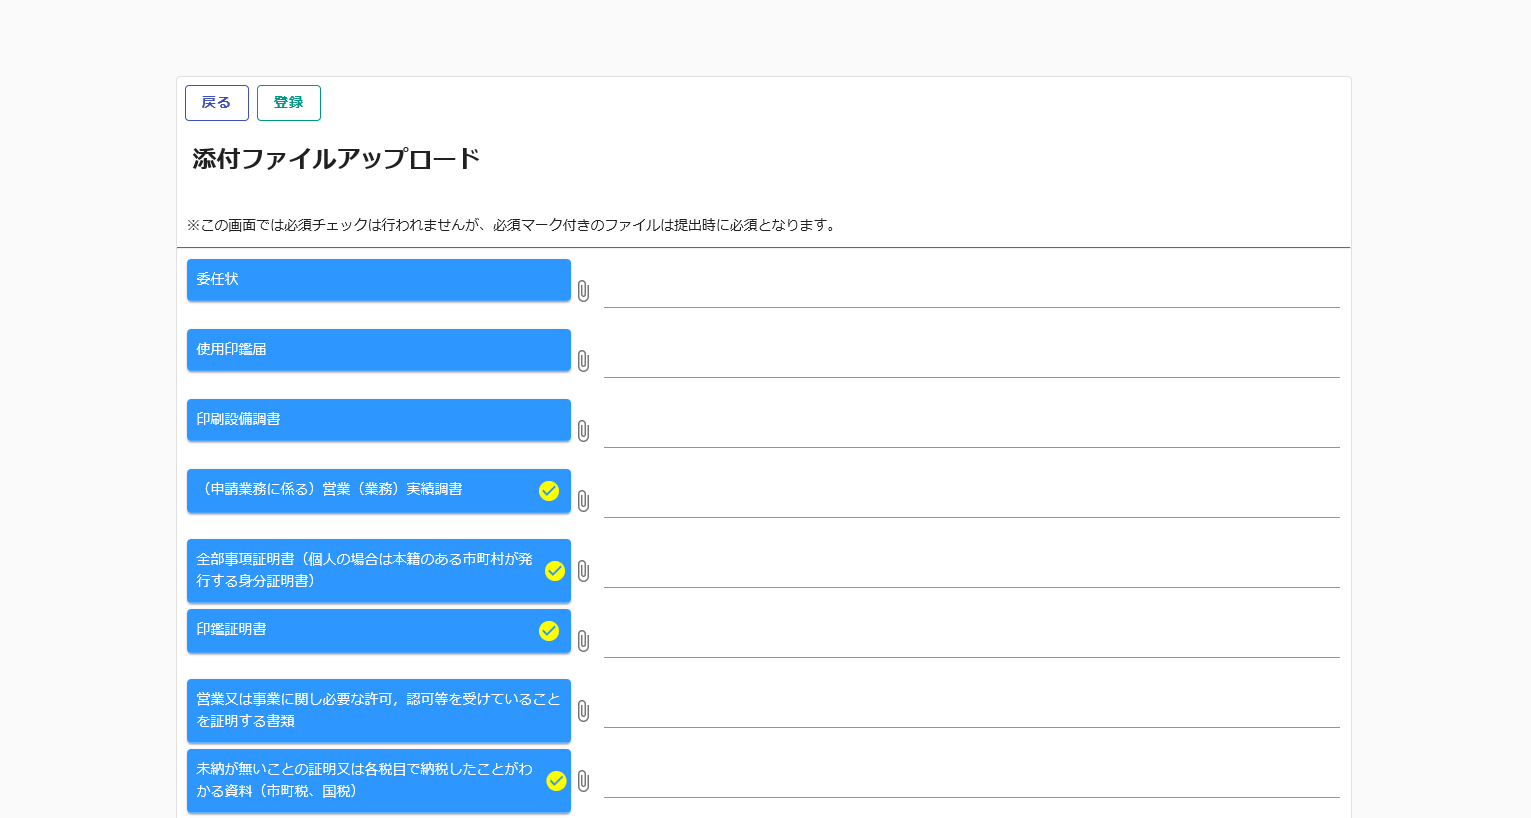 戻る
登録
添付ファイルアップロード
※この画面では必須チェックは行われませんが、必須マーク付きのファイルは提出時に必須となります。
委任状
使用印鑑届
印刷設備調書
（申請業務に係る）営業（業務）実績調書
全部事項証明書（個人の場合は本籍のある市町村が発
行する身分証明書）
印鑑証明書
営業又は事業に関し必要な許可，認可等を受けていること
を証明する書類
未納が無いことの証明又は各税目で納税したことがわ
かる資料（市町税、国税）